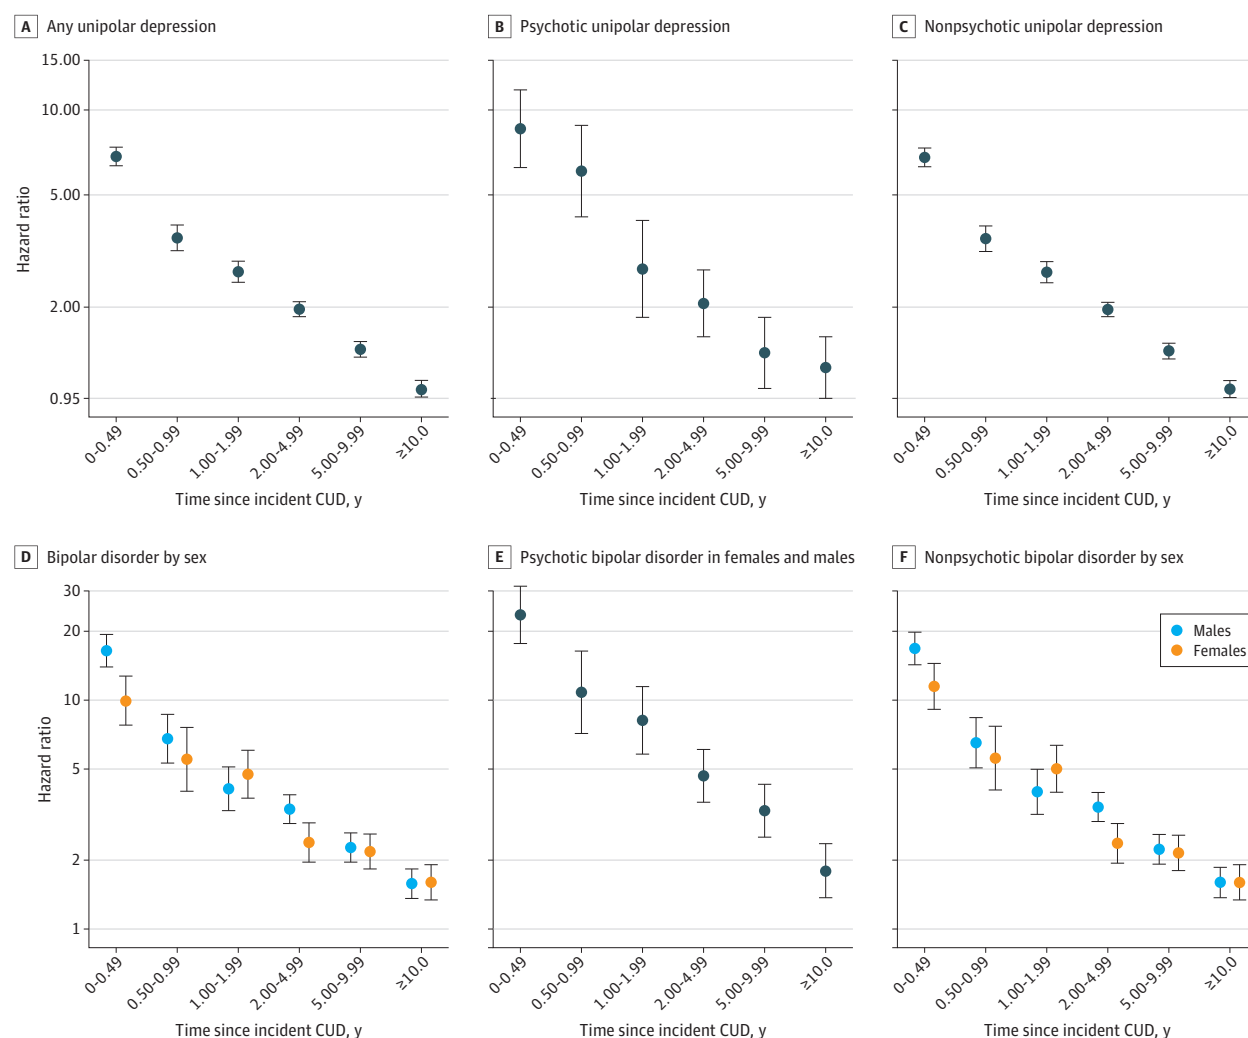 A Any unipolar depression
B Psychotic unipolar depression
C Nonpsychotic unipolar depression
15.00
10.00
5.00
2.00
0.95
Hazard ratio
0-0.49
0.50-0.99
1.00-1.99
2.00-4.99
5.00-9.99
≥10.0
Time since incident CUD, y
0-0.49
0.50-0.99
1.00-1.99
2.00-4.99
5.00-9.99
≥10.0
Time since incident CUD, y
0-0.49
0.50-0.99
1.00-1.99
2.00-4.99
5.00-9.99
≥10.0
Time since incident CUD, y
D Bipolar disorder by sex
E Psychotic bipolar disorder in females and males
F Nonpsychotic bipolar disorder by sex
30
20
10
5
2
1
Hazard ratio
Males
Females
0-0.49
0.50-0.99
1.00-1.99
2.00-4.99
5.00-9.99
≥10.0
Time since incident CUD, y
0-0.49
0.50-0.99
1.00-1.99
2.00-4.99
5.00-9.99
≥10.0
Time since incident CUD, y
0-0.49
0.50-0.99
1.00-1.99
2.00-4.99
5.00-9.99
≥10.0
Time since incident CUD, y